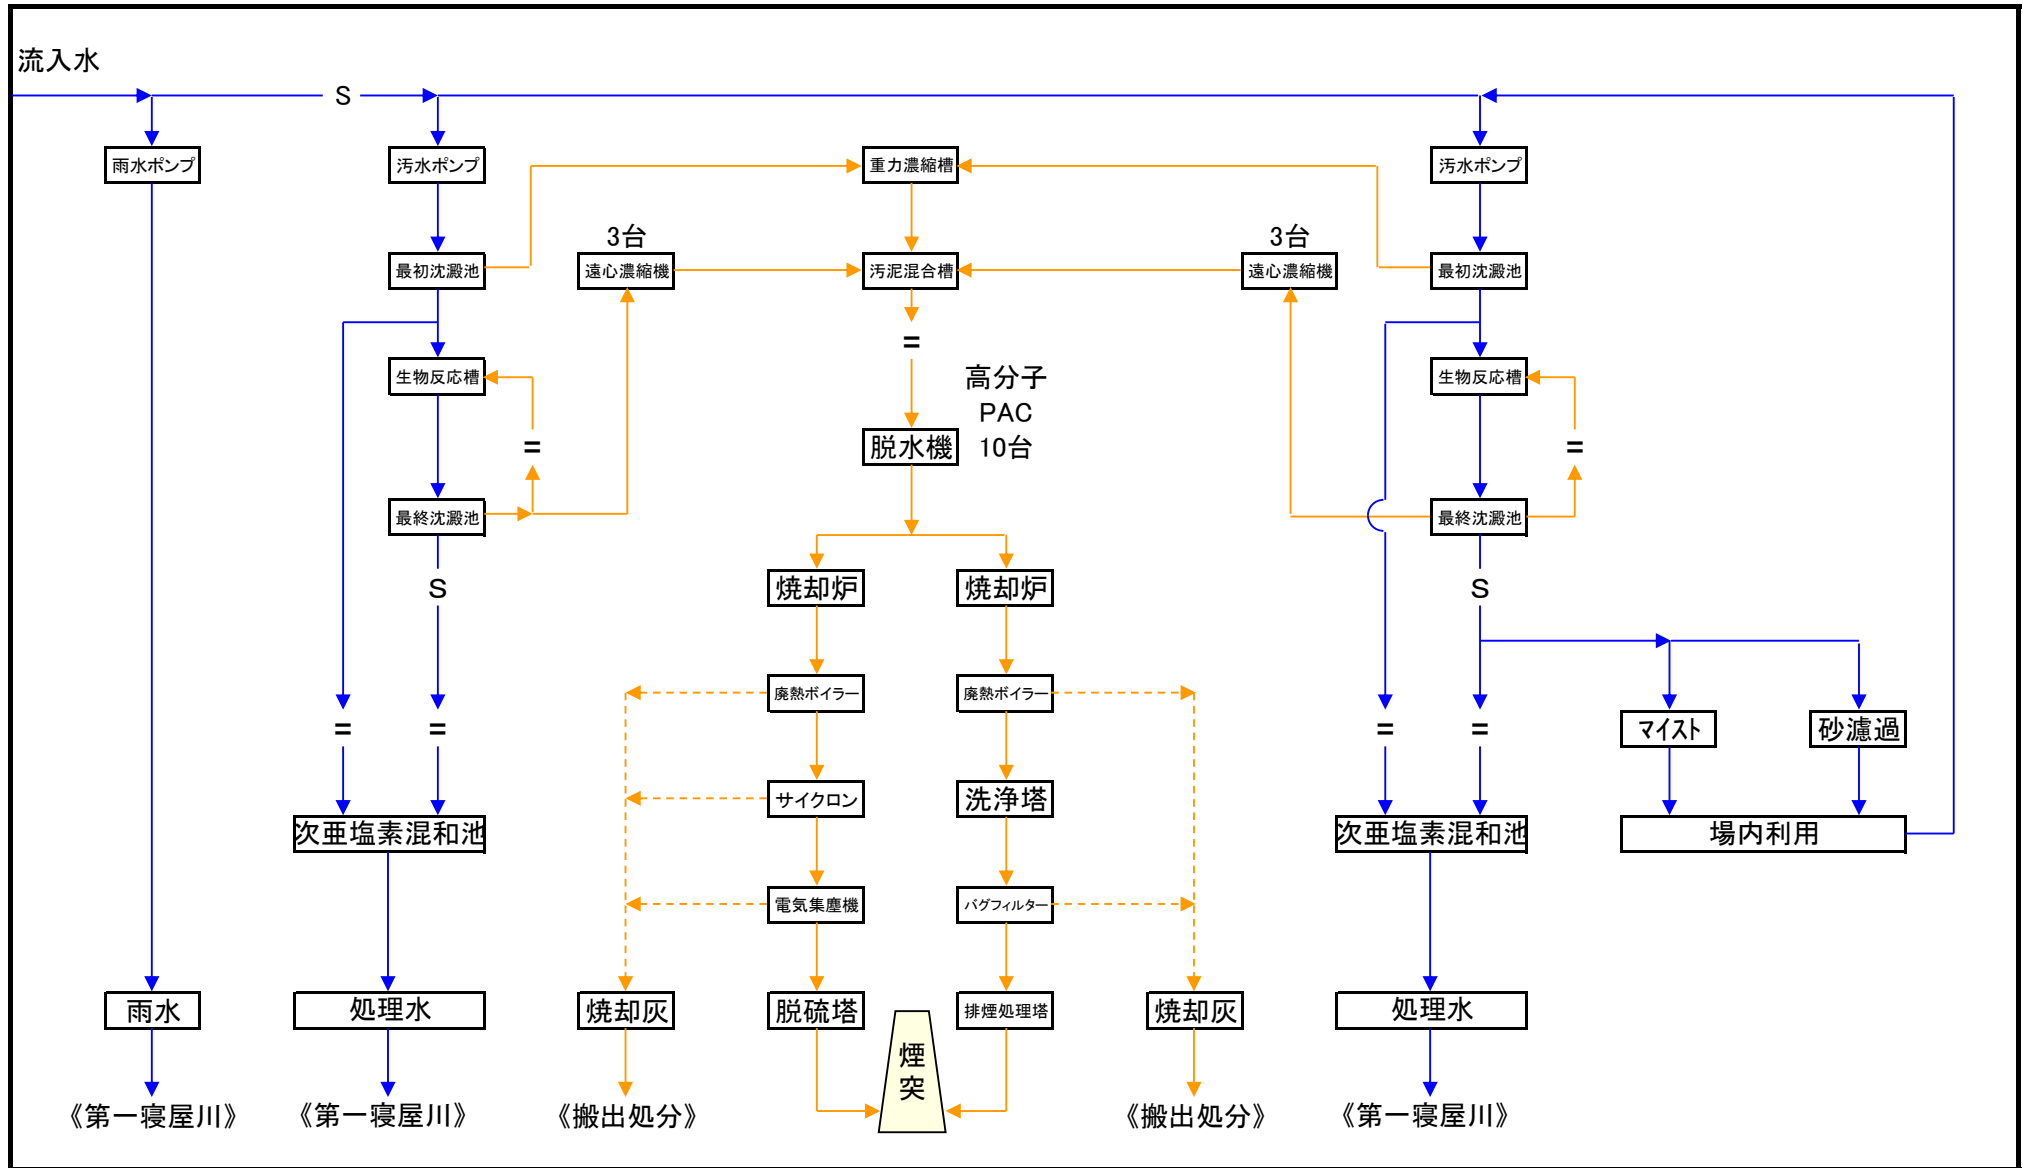 流入水
S
雨水ポンプ
汚水ポンプ
重力濃縮槽
汚水ポンプ
3台
3台
最初沈澱池
遠心濃縮機
汚泥混合槽
遠心濃縮機
最初沈澱池
=
生物反応槽
高分子
生物反応槽
PAC
=
脱水機
10台
=
最終沈澱池
最終沈澱池
S
焼却炉
焼却炉
S
廃熱ボイラー
廃熱ボイラー
=
=
=
=
マイスト
砂濾過
サイクロン
洗浄塔
次亜塩素混和池
次亜塩素混和池
場内利用
電気集塵機
バグフィルター
雨水
処理水
焼却灰
脱硫塔
排煙処理塔
焼却灰
処理水
煙
突
《第一寝屋川》
《第一寝屋川》
《搬出処分》
《搬出処分》
《第一寝屋川》